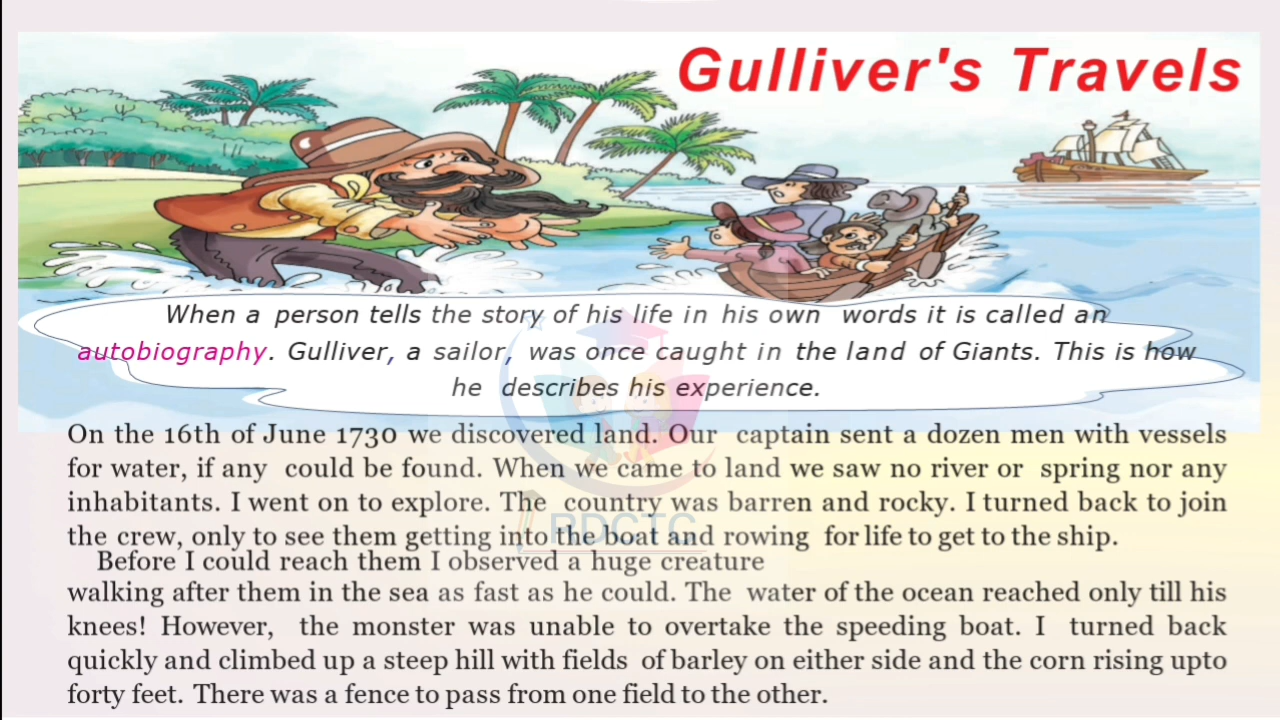 Gulliver's Travels
When a person tells the story of his life in his own words it is called an
autobiography. Gulliver, a sailor, was once caught in the land of Giants. This is how
he describes his experience.
On the 16th of June 1730 we discovered land. Our captain sent a dozen men with vessels
for water, if any could be found. When we came to land we saw no river or spring nor any
inhabitants. I went on to explore. The country was barren and rocky. I turned back to join
the crew, only to see them getting into the boat and rowing for life to get to the ship.
RDCTC
Before I could reach them I observed a huge creature
walking after them in the sea as fast as he could. The water of the ocean reached only till his
knees! However, the monster was unable to overtake the speeding boat. I turned back
quickly and climbed up a steep hill with fields of barley on either side and the corn rising upto
forty feet. There was a fence to pass from one field to the other.